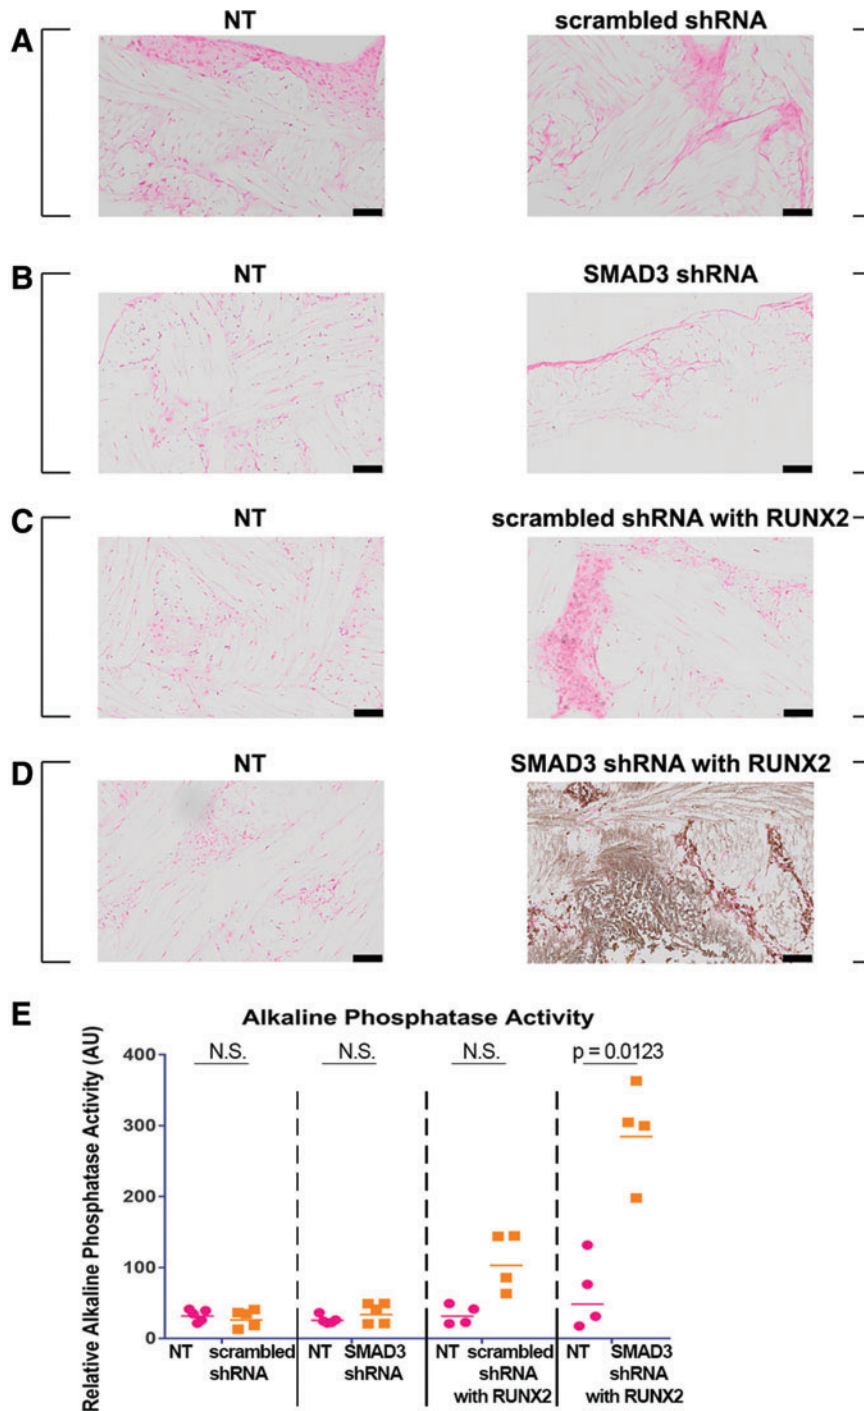 A
NT
scrambled shRNA
B
NT
SMAD3 shRNA
C
NT
scrambled shRNA with RUNX2
D
NT
SMAD3 shRNA with RUNX2
E
Alkaline Phosphatase Activity
Relative Alkaline Phosphatase Activity (AU)
400
300
200
100
0
N.S.
N.S.
N.S.
p = 0.0123
NT
scrambled
shRNA
NT
SMAD3
shRNA
NT
scrambled
shRNA
with RUNX2
NT
SMAD3
shRNA
with RUNX2